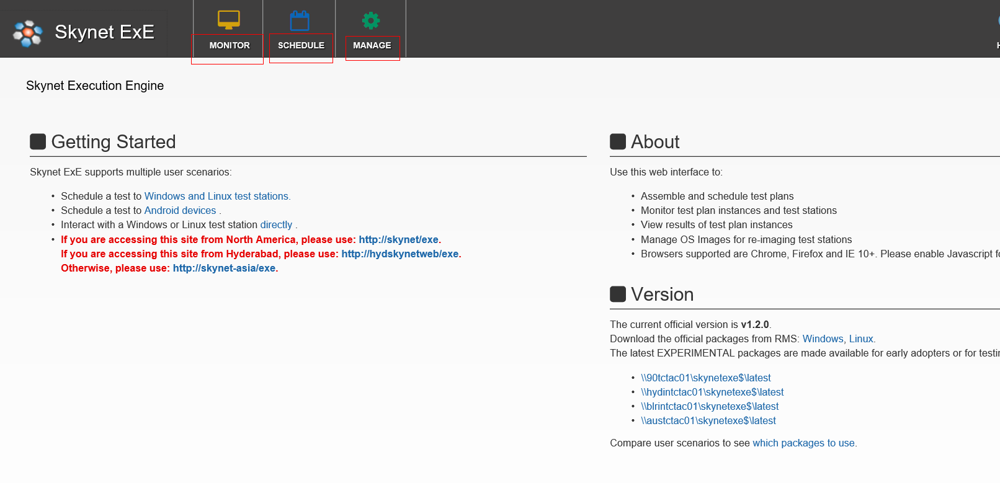 Skynet ExE
MONITOR
SCHEDULE
MANAGE
Skynet Execution Engine
Getting Started
Skynet ExE supports multiple user scenarios:
• Schedule a test to Windows and Linux test stations.
• Schedule a test to Android devices .
• Interact with a Windows or Linux test station directly .
• If you are accessing this site from North America, please use: http://skynet/exe.
If you are accessing this site from Hyderabad, please use: http://hydskynetweb/exe.
Otherwise, please use: http://skynet-asia/exe.
About
Use this web interface to:
• Assemble and schedule test plans
• Monitor test plan instances and test stations
• View results of test plan instances
• Manage OS Images for re-imaging test stations
• Browsers supported are Chrome, Firefox and IE 10+. Please enable Javascript
Version
The current official version is v1.2.0.
Download the official packages from RMS: Windows, Linux.
The latest EXPERIMENTAL packages are made available for early adopters or for
• \\90tctac01\skynetexe$\latest
• \\hydintctac01\skynetexe$\latest
• \\blrintctac01\skynetexe$\latest
• \\austctac01\skynetexe$\latest
Compare user scenarios to see which packages to use.